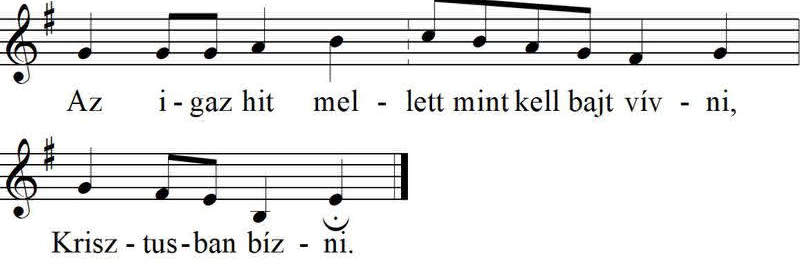 Az i - gaz hit mel - lett mint kell bajt vív - ni,
Krisz - tus - ban bíz - ni.